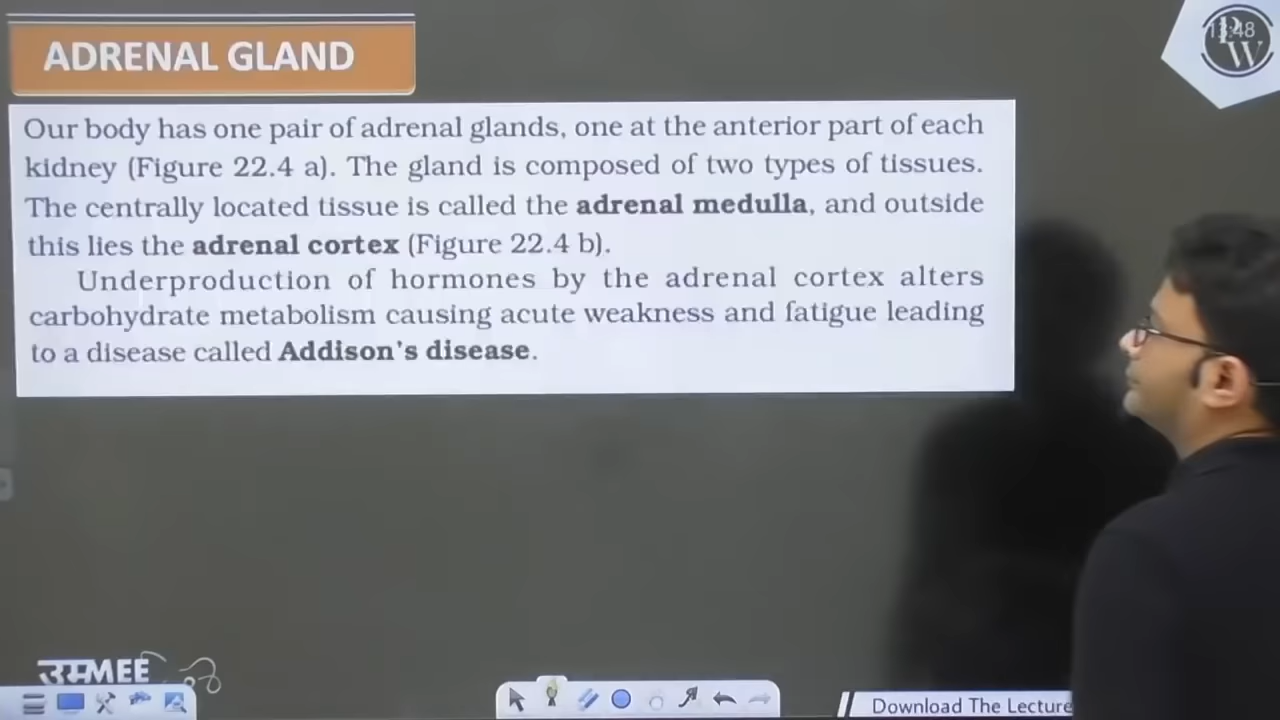 ADRENAL GLAND
13:48
PW
Our body has one pair of adrenal glands, one at the anterior part of each
kidney (Figure 22.4 a). The gland is composed of two types of tissues.
The centrally located tissue is called the adrenal medulla, and outside
this lies the adrenal cortex (Figure 22.4 b).
Underproduction of hormones by the adrenal cortex alters
carbohydrate metabolism causing acute weakness and fatigue leading
to a disease called Addison's disease.
Download The Lecture